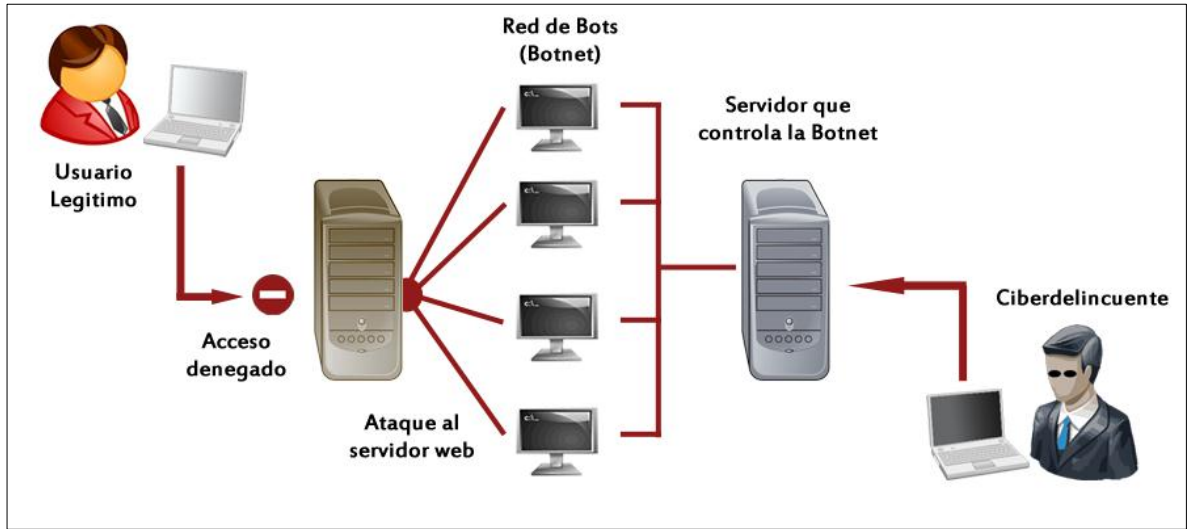 Red de Bots
(Botnet)
Servidor que
controla la Botnet
Usuario
Legitimo
Ciberdelincuente
Acceso
denegado
Ataque al
servidor web
c:\_
c:\_
c:\_
c:\_